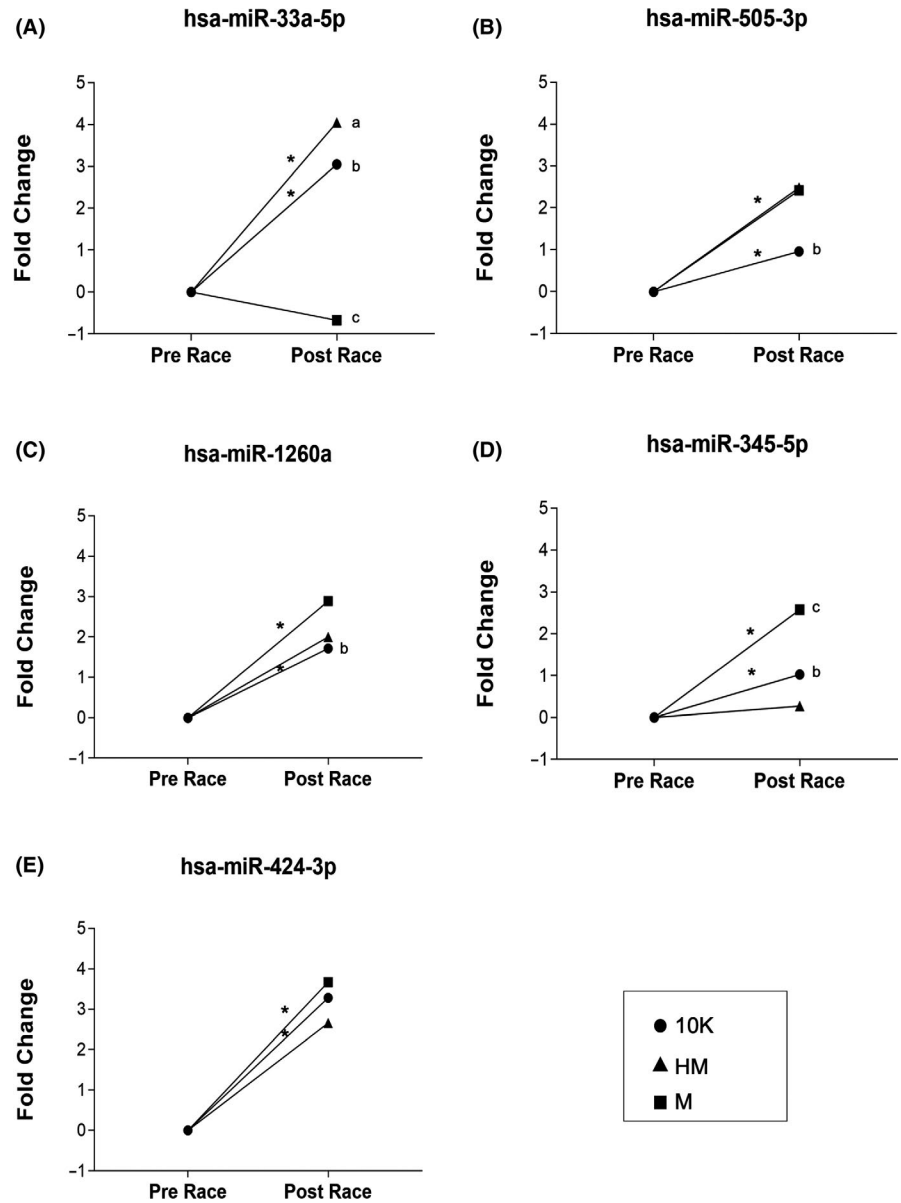 (A) hsa-miR-33a-5p
Fold Change
5
4
3
2
1
0
−1
a
b
c
*
*
Pre Race Post Race
(B) hsa-miR-505-3p
Fold Change
5
4
3
2
1
0
−1
*
*
b
Pre Race Post Race
(C) hsa-miR-1260a
Fold Change
5
4
3
2
1
0
−1
*
*
b
Pre Race Post Race
(D) hsa-miR-345-5p
Fold Change
5
4
3
2
1
0
−1
c
*
*
b
Pre Race Post Race
(E) hsa-miR-424-3p
Fold Change
5
4
3
2
1
0
−1
*
*
Pre Race Post Race
10K
HM
M